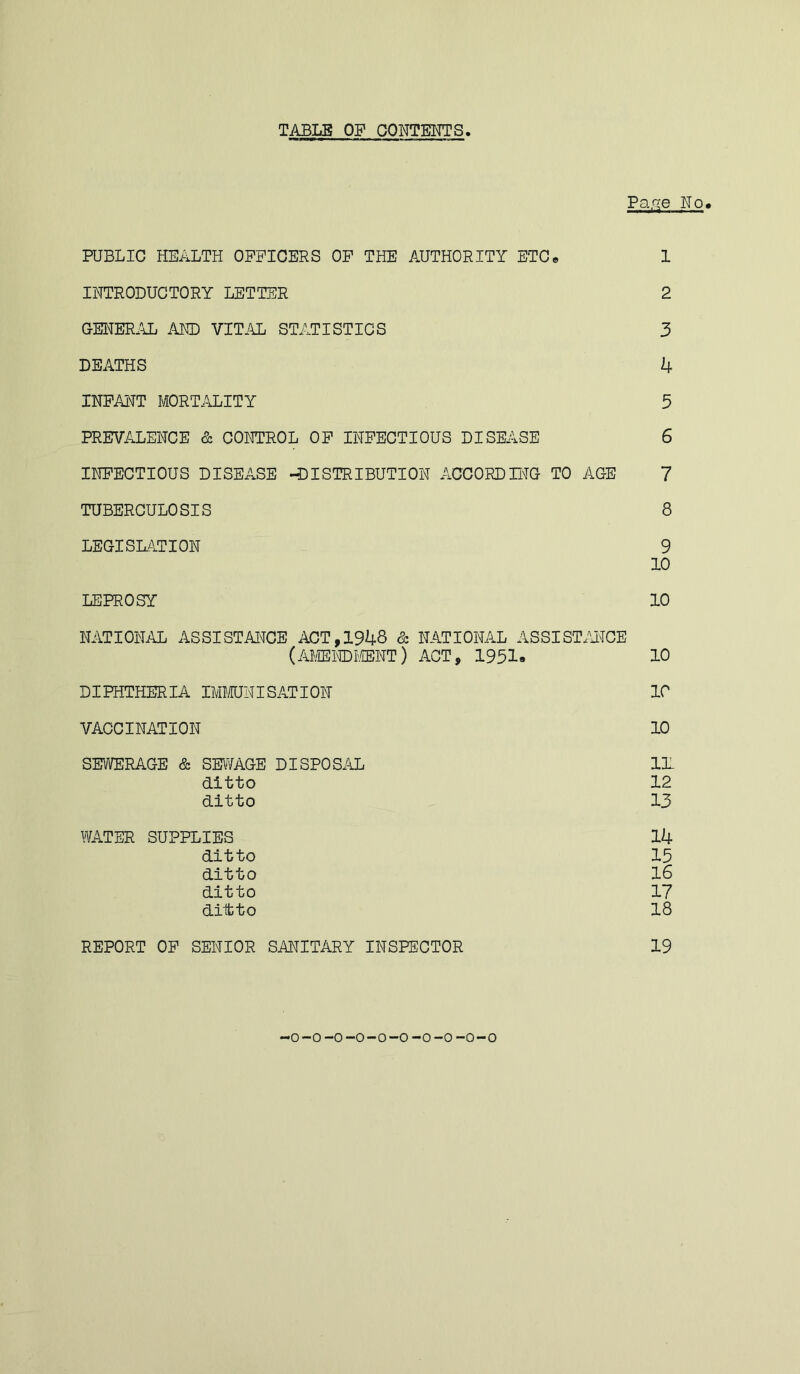 TABLE OF CONTENTS.
Page No.
PUBLIC HEALTH OFFICERS OF THE AUTHORITY ETC. 1
INTRODUCTORY LETTER 2
GENERAL AND VITAL STATISTICS 3
DEATHS 4
INFANT MORTALITY 5
PREVALENCE & CONTROL OF INFECTIOUS DISEASE 6
INFECTIOUS DISEASE -DISTRIBUTION ACCORDING TO AGE 7
TUBERCULOSIS 8
LEGISLATION 9
10
LEPROSY 10
NATIONAL ASSISTANCE ACT,1948 & NATIONAL ASSISTANCE
(AMENDMENT) ACT, 1951. 10
DIPHTHERIA IMMUNISATION 10
VACCINATION 10
SEWERAGE & SEWAGE DISPOSAL 11
ditto 12
ditto 13
WATER SUPPLIES 14
ditto 15
ditto 16
ditto 17
ditto 18
REPORT OF SENIOR SANITARY INSPECTOR 19
-o-o-o-o-o-o-o-o-o-o